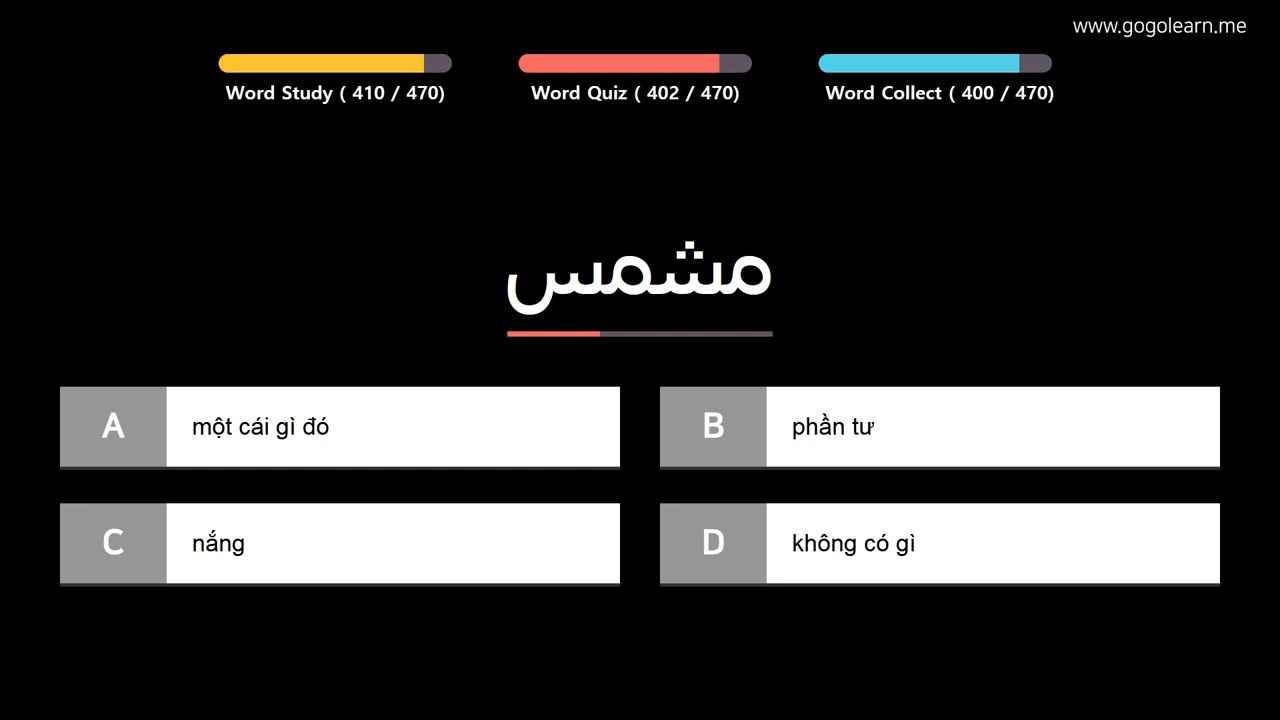 www.gogolearn.me
Word Study ( 410 / 470)
Word Quiz ( 402 / 470)
Word Collect ( 400 / 470)
مشمس
A
một cái gì đó
B
phần tư
C
nắng
D
không có gì